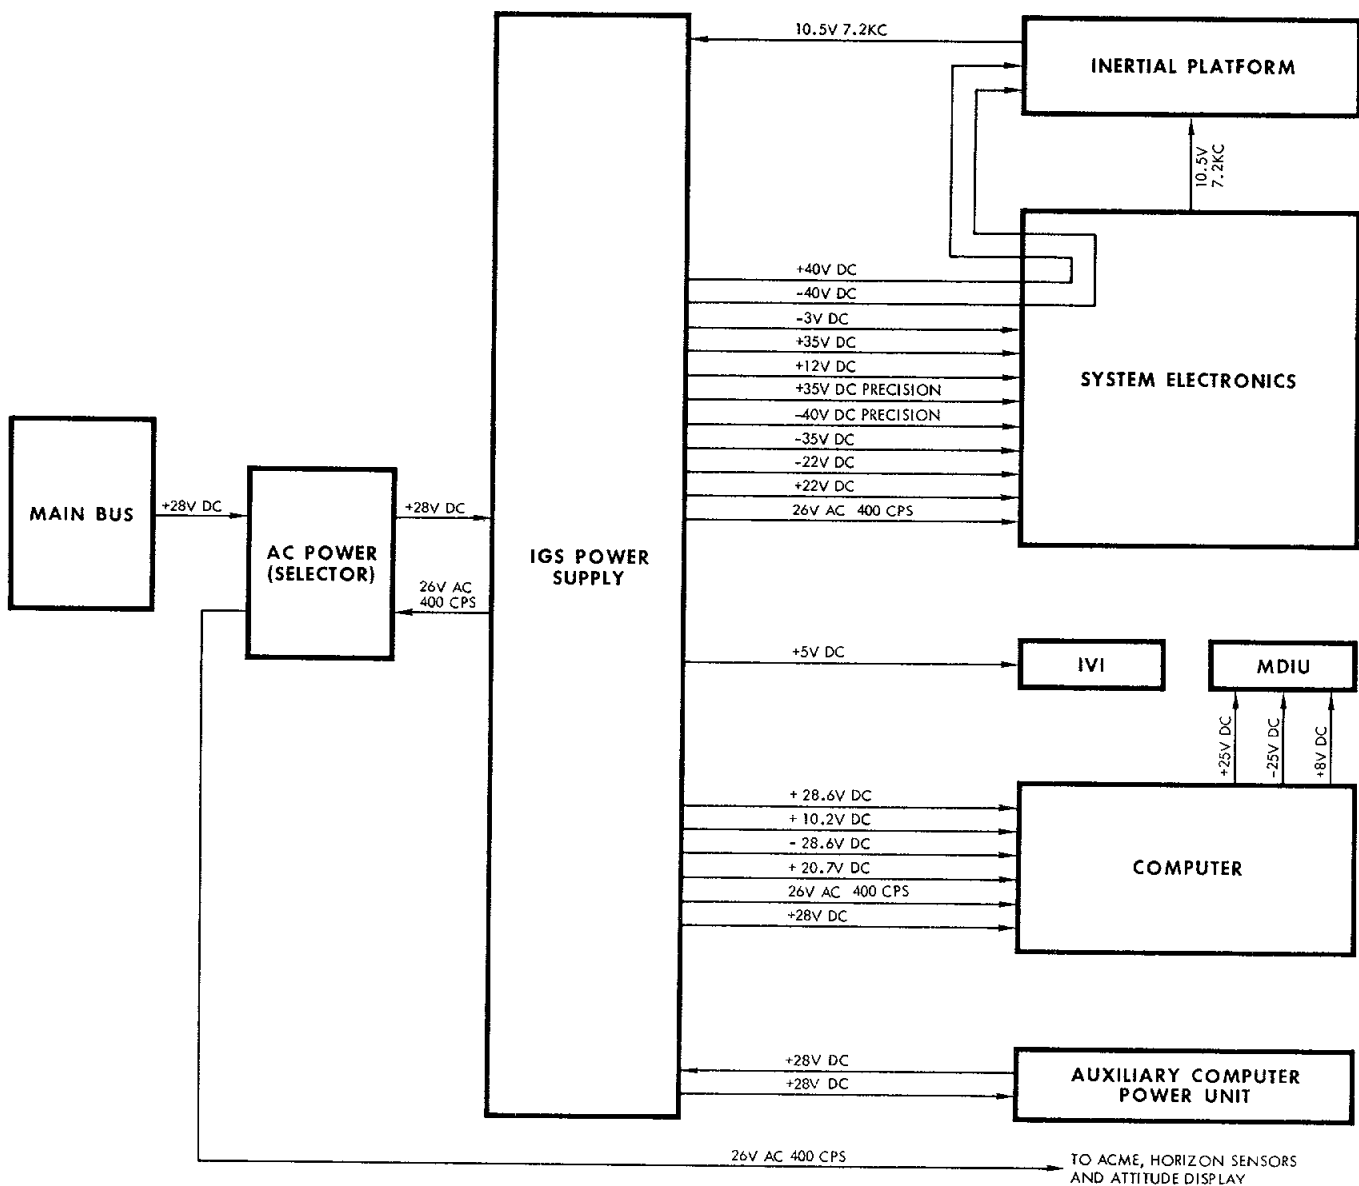 10.5V 7.2KC
INERTIAL PLATFORM
10.5V
7.2KC
+40V DC
-40V DC
-3V DC
+35V DC
+12V DC
+35V DC PRECISION
-40V DC PRECISION
-35V DC
-22V DC
+22V DC
26V AC 400 CPS
SYSTEM ELECTRONICS
MAIN BUS
+28V DC
AC POWER
(SELECTOR)
+28V DC
26V AC
400 CPS
IGS POWER
SUPPLY
+5V DC
IVI
MDIU
+25V DC
-25V DC
+8V DC
+ 28.6V DC
+ 10.2V DC
- 28.6V DC
+ 20.7V DC
26V AC 400 CPS
+28V DC
COMPUTER
+28V DC
+28V DC
AUXILIARY COMPUTER
POWER UNIT
26V AC 400 CPS
TO ACME, HORIZON SENSORS
AND ATTITUDE DISPLAY